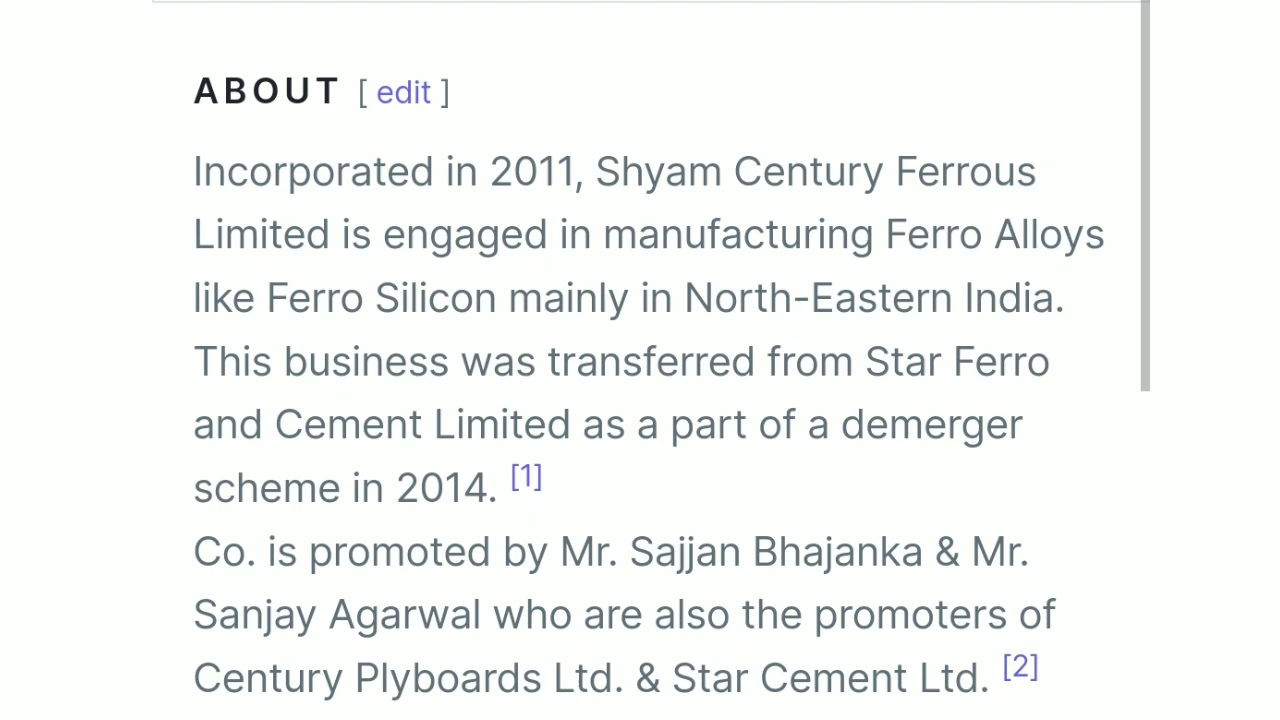 ABOUT [ edit ]
Incorporated in 2011, Shyam Century Ferrous
Limited is engaged in manufacturing Ferro Alloys
like Ferro Silicon mainly in North-Eastern India.
This business was transferred from Star Ferro
and Cement Limited as a part of a demerger
scheme in 2014. [1]
Co. is promoted by Mr. Sajjan Bhajanka & Mr.
Sanjay Agarwal who are also the promoters of
Century Plyboards Ltd. & Star Cement Ltd. [2]